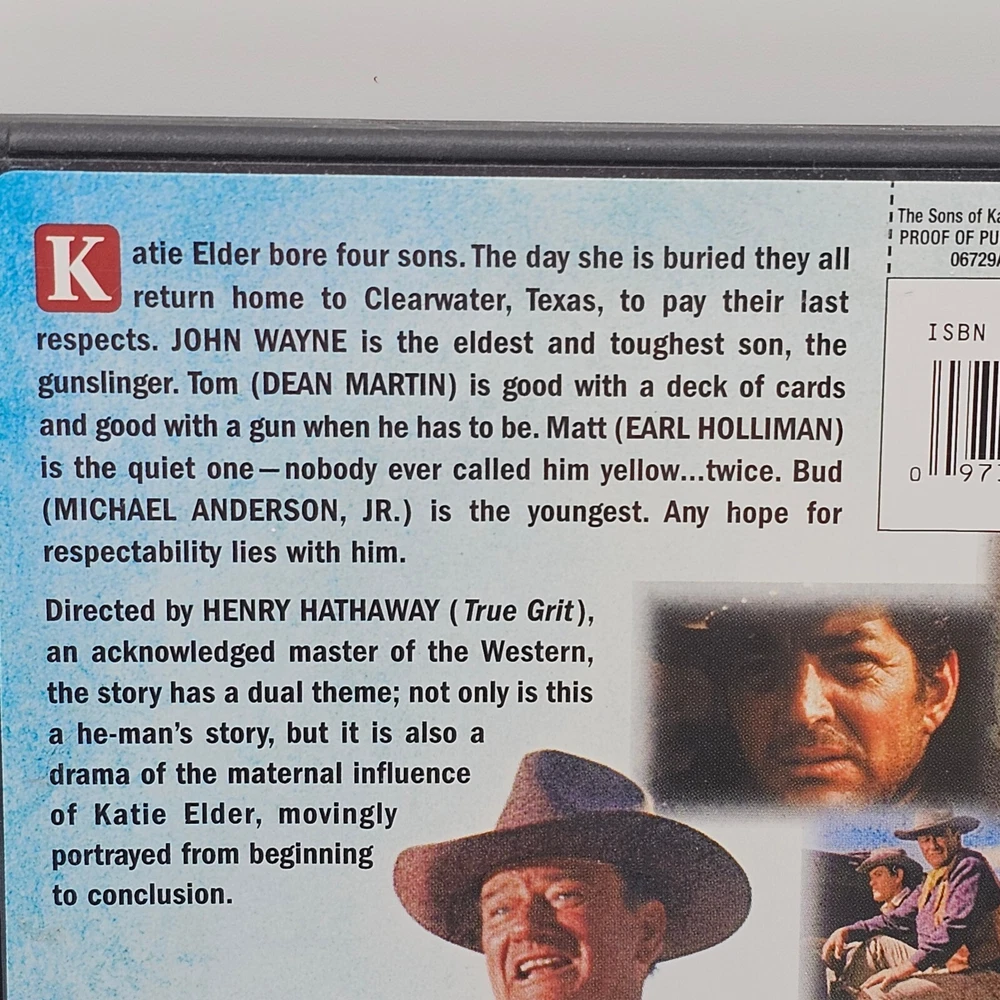 Katie Elder bore four sons. The day she is buried they all
return home to Clearwater, Texas, to pay their last
respects. JOHN WAYNE is the eldest and toughest son, the
gunslinger. Tom (DEAN MARTIN) is good with a deck of cards
and good with a gun when he has to be. Matt (EARL HOLLIMAN)
is the quiet one—nobody ever called him yellow...twice. Bud
(MICHAEL ANDERSON, JR.) is the youngest. Any hope for
respectability lies with him.
Directed by HENRY HATHAWAY (True Grit),
an acknowledged master of the Western,
the story has a dual theme; not only is this
a he-man's story, but it is also a
drama of the maternal influence
of Katie Elder, movingly
portrayed from beginning
to conclusion.
The Sons of
PROOF OF
06729
ISBN
0 97